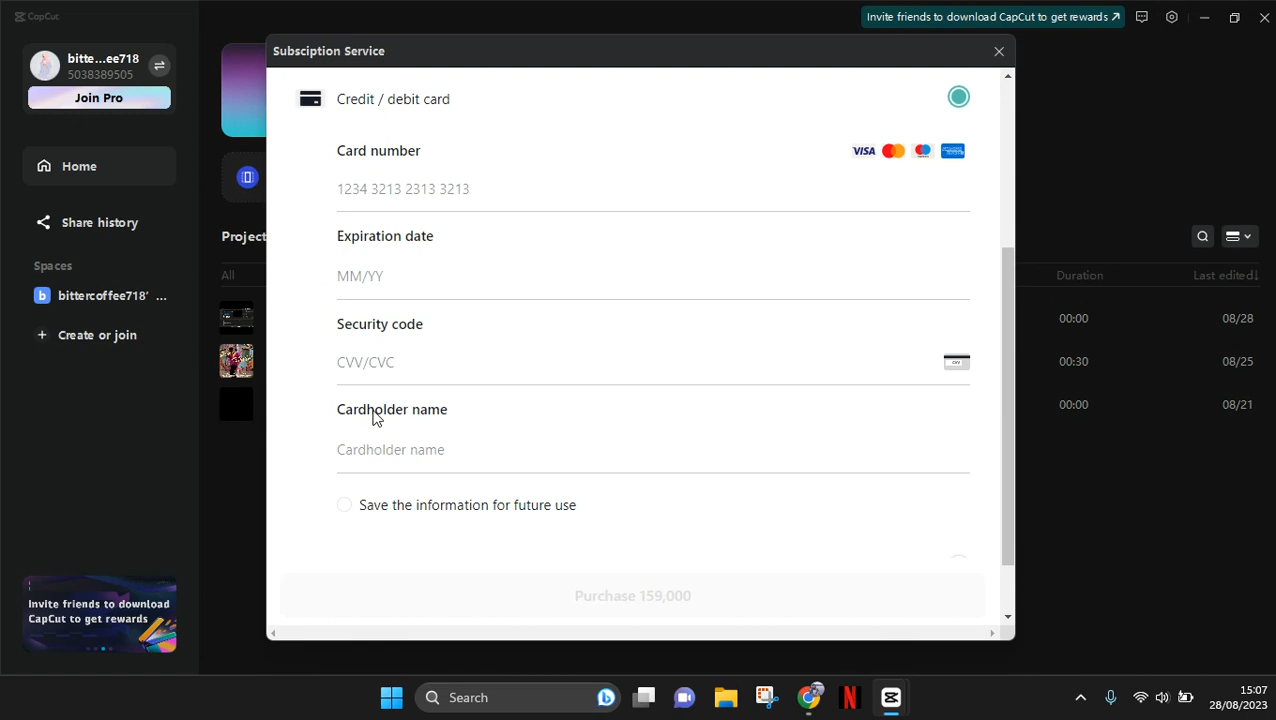 CapCut
Invite friends to download CapCut to get rewards
bitte...ee718
5038389505
Join Pro
Home
Share history
Spaces
b bittercoffee718' ...
+ Create or join
Invite friends to download
CapCut to get rewards
Project
All
Duration
Last edited
00:00 08/28
00:30 08/25
00:00 08/21
Subsciption Service
Credit / debit card
Card number
VISA
1234 3213 2313 3213
Expiration date
MM/YY
Security code
CVV/CVC
Cardholder name
Cardholder name
Save the information for future use
Purchase 159,000
Search
N
15:07
28/08/2023